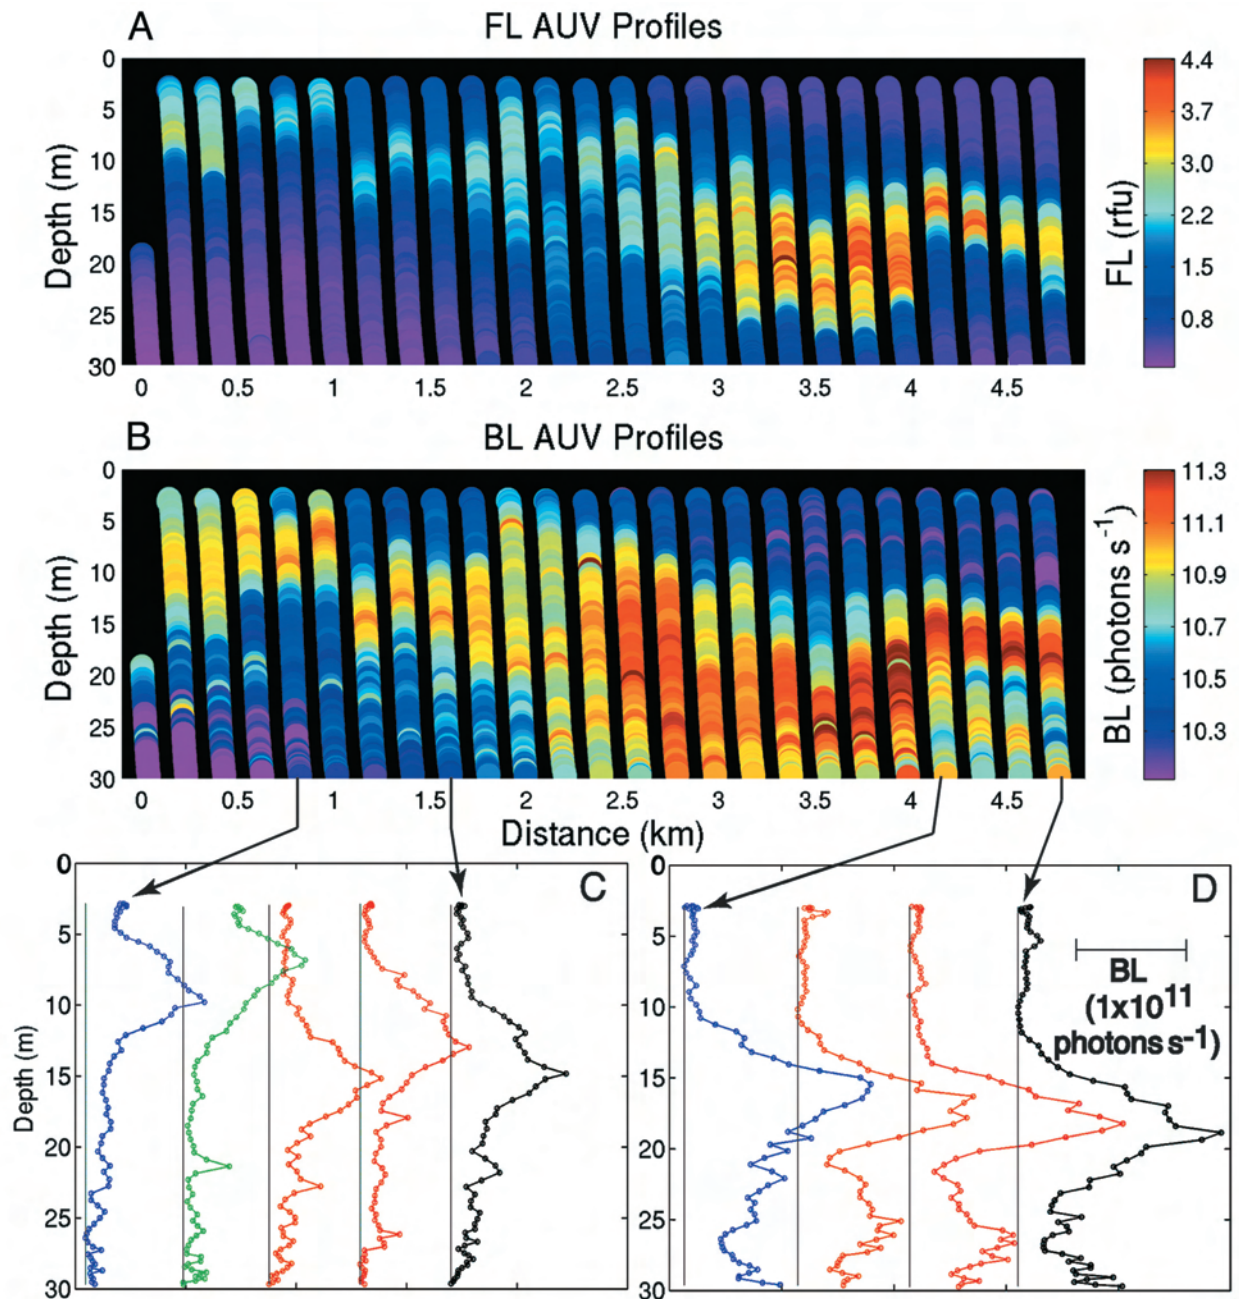 A
FL AUV Profiles
0
5
10
15
20
25
30
Depth (m)
0 0.5 1 1.5 2 2.5 3 3.5 4 4.5
4.4
3.7
3.0
2.2
1.5
0.8
FL (rfu)
B
BL AUV Profiles
0
5
10
15
20
25
30
Depth (m)
0 0.5 1 1.5 2 2.5 3 3.5 4 4.5
Distance (km)
11.3
11.1
10.9
10.7
10.5
10.3
BL (photons s⁻¹)
C
0
5
10
15
20
25
30
Depth (m)
D
0
5
10
15
20
25
30
BL
(1x10¹¹
photons s⁻¹)